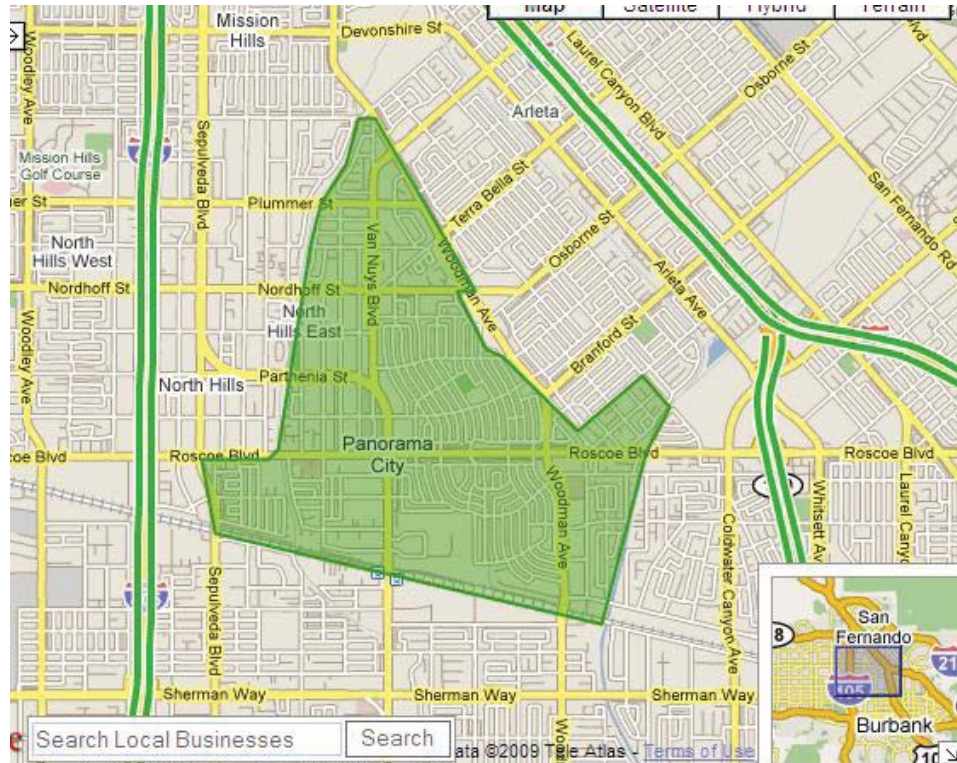 Map
Satellite
Hybrid
Terrain
Mission
Hills
Devonshire St
Woodley Ave
Laurel Canyon Blvd
Osborne St
Blvd
Arleta
Sepulveda Blvd
Mission Hills
Golf Course
Plummer St
Terra Bella St
San Fernando Rd
North
Hills West
Van Nuys Blvd
Woodman Ave
Osborne St
Arleta Ave
Nordhoff St
Nordhoff St
North
Hills East
Branford St
Woodley Ave
North Hills
Parthenia St
Panorama
City
Roscoe Blvd
Roscoe Blvd
Roscoe Blvd
Woodman Ave
Coldwater Canyon Ave
Whitsett Av
Laurel Canyo
Sepulveda Blvd
San
Fernando
Sherman Way
Sherman Way
Sherman Way
Burbank
Search Local Businesses
Search
ata ©2009 Tele Atlas - Terms of Use